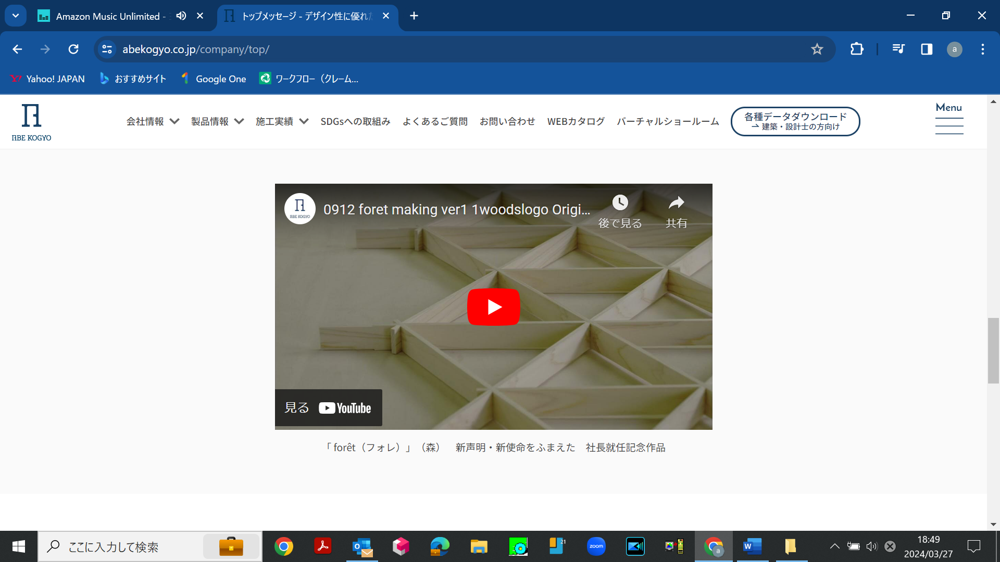 Amazon Music Unlimited -
トップメッセージ - デザイン性に優れた
abekogyo.co.jp/company/top/
a
Yahoo! JAPAN
おすすめサイト
Google One
ワークフロー（クレーム...
ABE KOGYO
会社情報
製品情報
施工実績
SDGsへの取組み
よくあるご質問
お問い合わせ
WEBカタログ
バーチャルショールーム
各種データダウンロード
⇀ 建築・設計士の方向け
Menu
ABE KOGYO
0912 foret making ver1 1woodslogo Origi...
後で見る
共有
見る YouTube
「 forêt（フォレ）」（森）　新声明・新使命をふまえた　社長就任記念作品
ここに入力して検索
21
zoom
a
18:49
2024/03/27